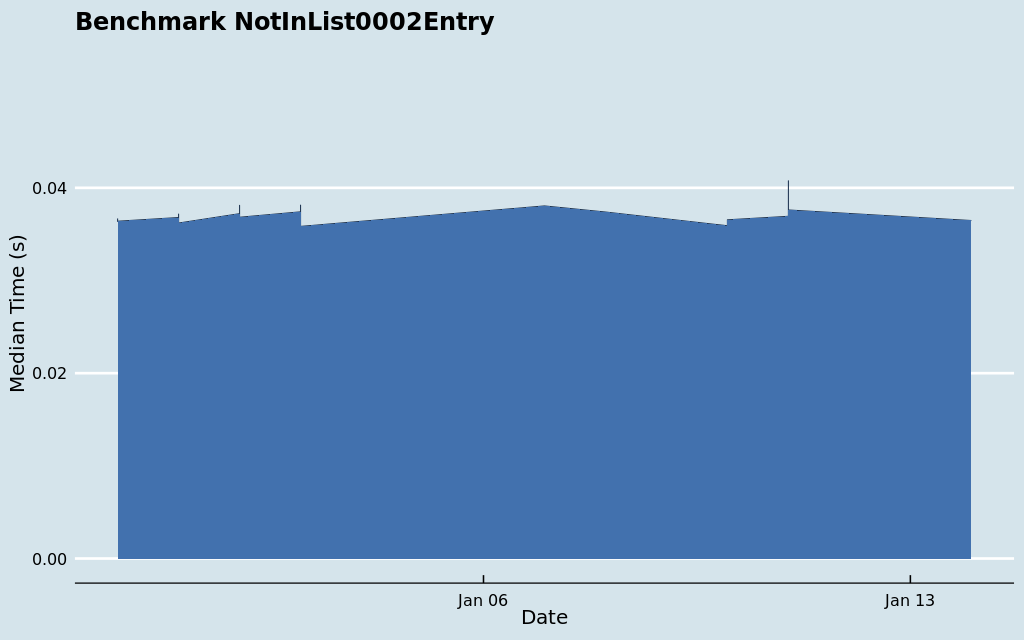 Benchmark NotInList0002Entry
Median Time (s)
0.04
0.02
0.00
Jan 06
Jan 13
Date